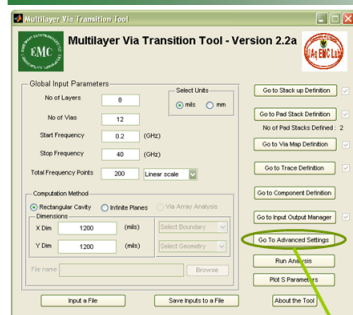 Multilayer Via Transition Tool
EMC
Multilayer Via Transition Tool - Version 2.2a
UAq EMC Lab
Global Input Parameters
No of Layers 8
Select Units
mils mm
No of Vias 12
Start Frequency 0.2 (GHz)
Stop Frequency 40 (GHz)
Total Frequency Points 200 Linear scale
Computation Method
Rectangular Cavity Infinite Planes Via Array Analysis
Dimensions
X Dim 1200 (mils) Select Boundary
Y Dim 1200 (mils) Select Geometry
File name Browse
Input a File Save Inputs to a File
Go to Stack up Definition
Go to Pad Stack Definition
No of Pad Stacks Defined : 2
Go to Via Map Definition
Go to Trace Definition
Go to Component Definition
Go to Input Output Manager
Go To Advanced Settings
Run Analysis
Plot S Parameters
About the Tool